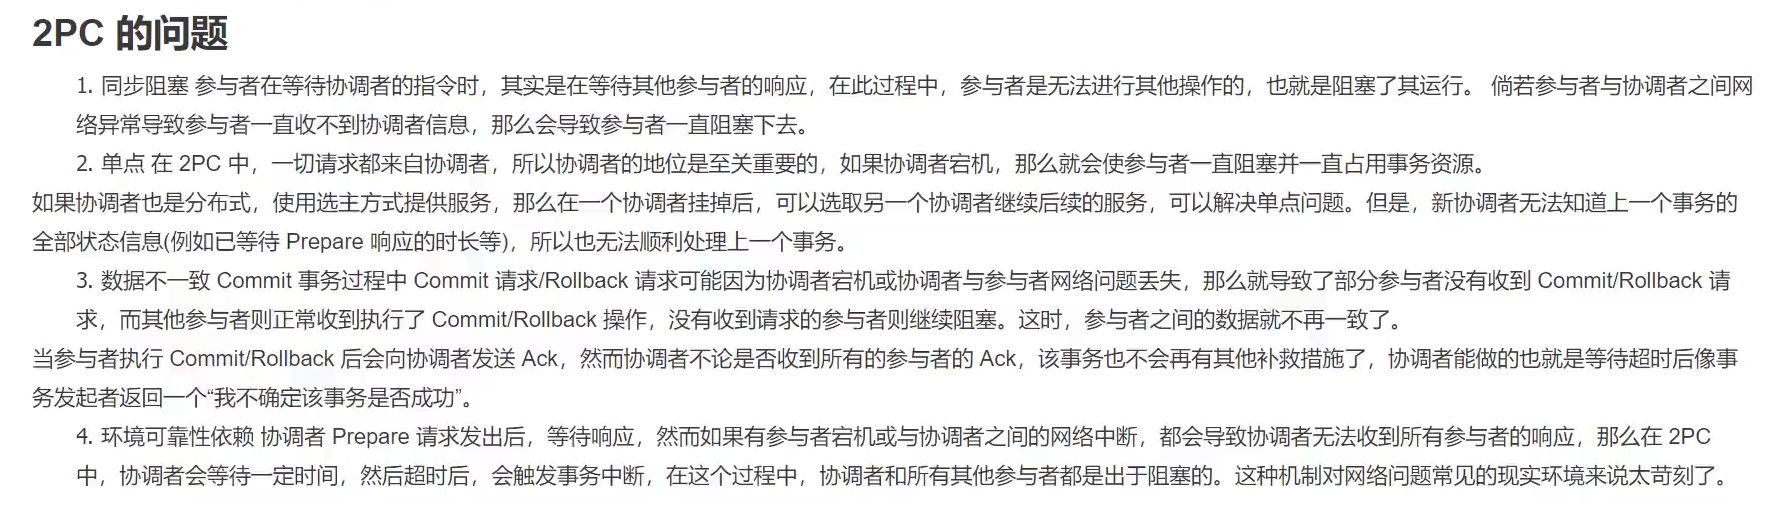 2PC 的问题
1. 同步阻塞 参与者在等待协调者的指令时，其实是在等待其他参与者的响应，在此过程中，参与者是无法进行其他操作的，也就是阻塞了其运行。 倘若参与者与协调者之间网
络异常导致参与者一直收不到协调者信息，那么会导致参与者一直阻塞下去。
2. 单点 在 2PC 中，一切请求都来自协调者，所以协调者的地位是至关重要的，如果协调者宕机，那么就会使参与者一直阻塞并一直占用事务资源。
如果协调者也是分布式，使用选主方式提供服务，那么在一个协调者挂掉后，可以选取另一个协调者继续后续的服务，可以解决单点问题。但是，新协调者无法知道上一个事务的
全部状态信息(例如已等待 Prepare 响应的时长等)，所以也无法顺利处理上一个事务。
3. 数据不一致 Commit 事务过程中 Commit 请求/Rollback 请求可能因为协调者宕机或协调者与参与者网络问题丢失，那么就导致了部分参与者没有收到 Commit/Rollback 请
求，而其他参与者则正常收到执行了 Commit/Rollback 操作，没有收到请求的参与者则继续阻塞。这时，参与者之间的数据就不再一致了。
当参与者执行 Commit/Rollback 后会向协调者发送 Ack，然而协调者不论是否收到所有的参与者的 Ack，该事务也不会再有其他补救措施了，协调者能做的也就是等待超时后像事
务发起者返回一个“我不确定该事务是否成功”。
4. 环境可靠性依赖 协调者 Prepare 请求发出后，等待响应，然而如果有参与者宕机或与协调者之间的网络中断，都会导致协调者无法收到所有参与者的响应，那么在 2PC
中，协调者会等待一定时间，然后超时后，会触发事务中断，在这个过程中，协调者和所有其他参与者都是出于阻塞的。这种机制对网络问题常见的现实环境来说太苛刻了。